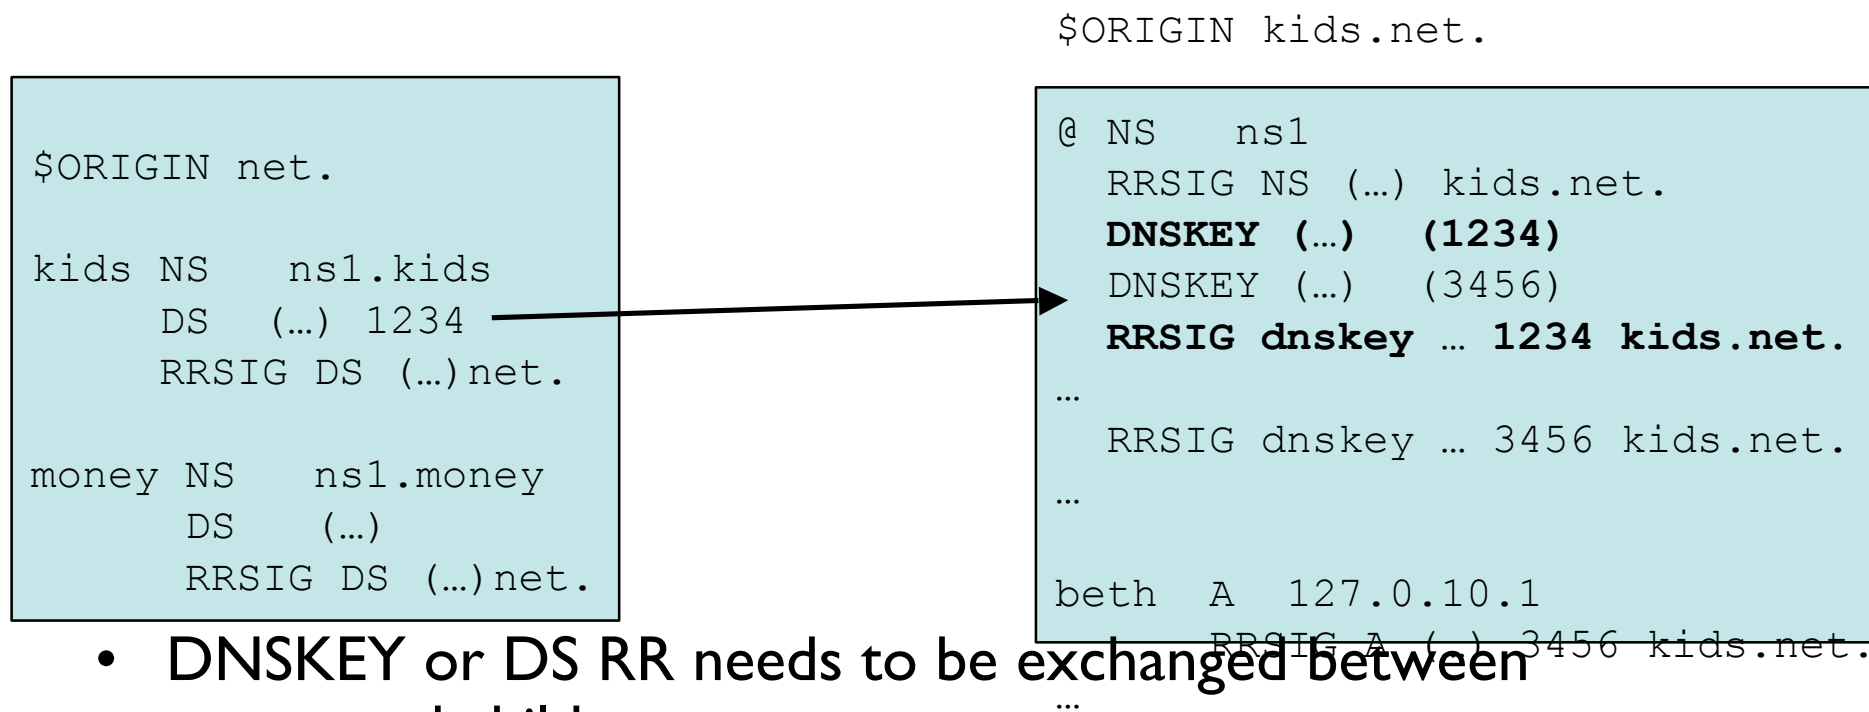 $ORIGIN net.
kids NS ns1.kids
DS (…) 1234
RRSIG DS (…)net.
money NS ns1.money
DS (…)
RRSIG DS (…)net.
$ORIGIN kids.net.
@ NS ns1
RRSIG NS (…) kids.net.
DNSKEY (…) (1234)
DNSKEY (…) (3456)
RRSIG dnskey … 1234 kids.net.
…
RRSIG dnskey … 3456 kids.net.
…
beth A 127.0.10.1
RRSIG A (…) 3456 kids.net.
…
• DNSKEY or DS RR needs to be exchanged between